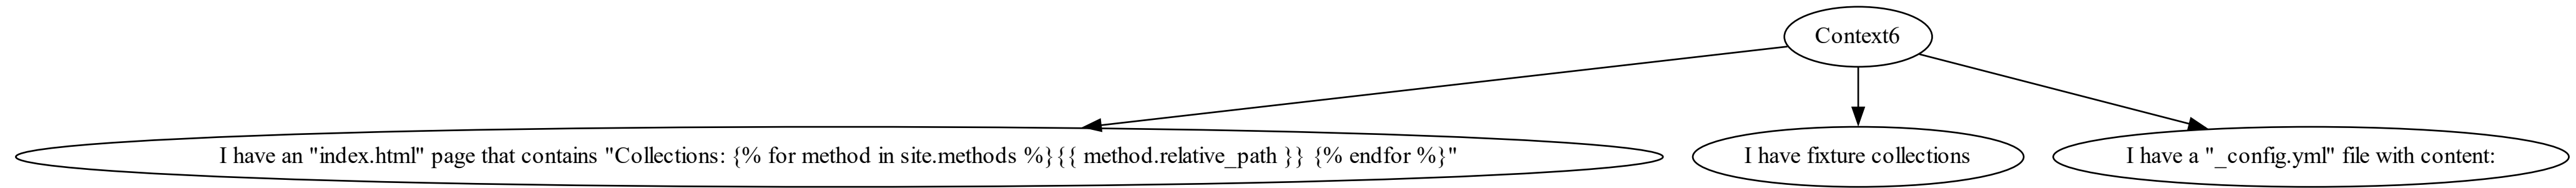 Context6
I have an "index.html" page that contains "Collections: {% for method in site.methods %}{{ method.relative_path }} {% endfor %}"
I have fixture collections
I have a "_config.yml" file with content: